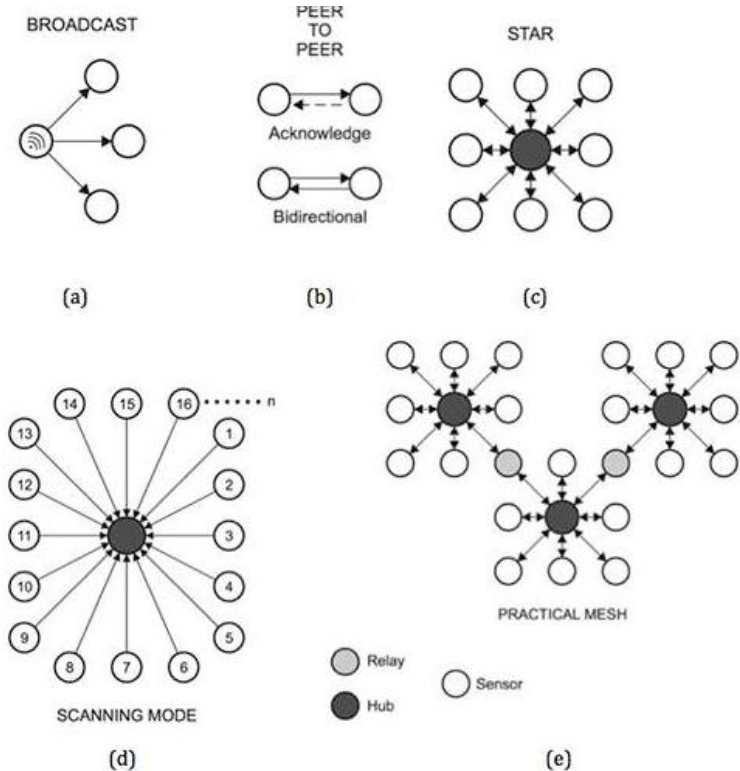 BROADCAST
PEER
TO
PEER
Acknowledge
Bidirectional
STAR
(a)
(b)
(c)
14
15
16
n
13
1
12
2
11
3
10
4
9
5
8
7
6
SCANNING MODE
(d)
PRACTICAL MESH
Relay
Hub
Sensor
(e)